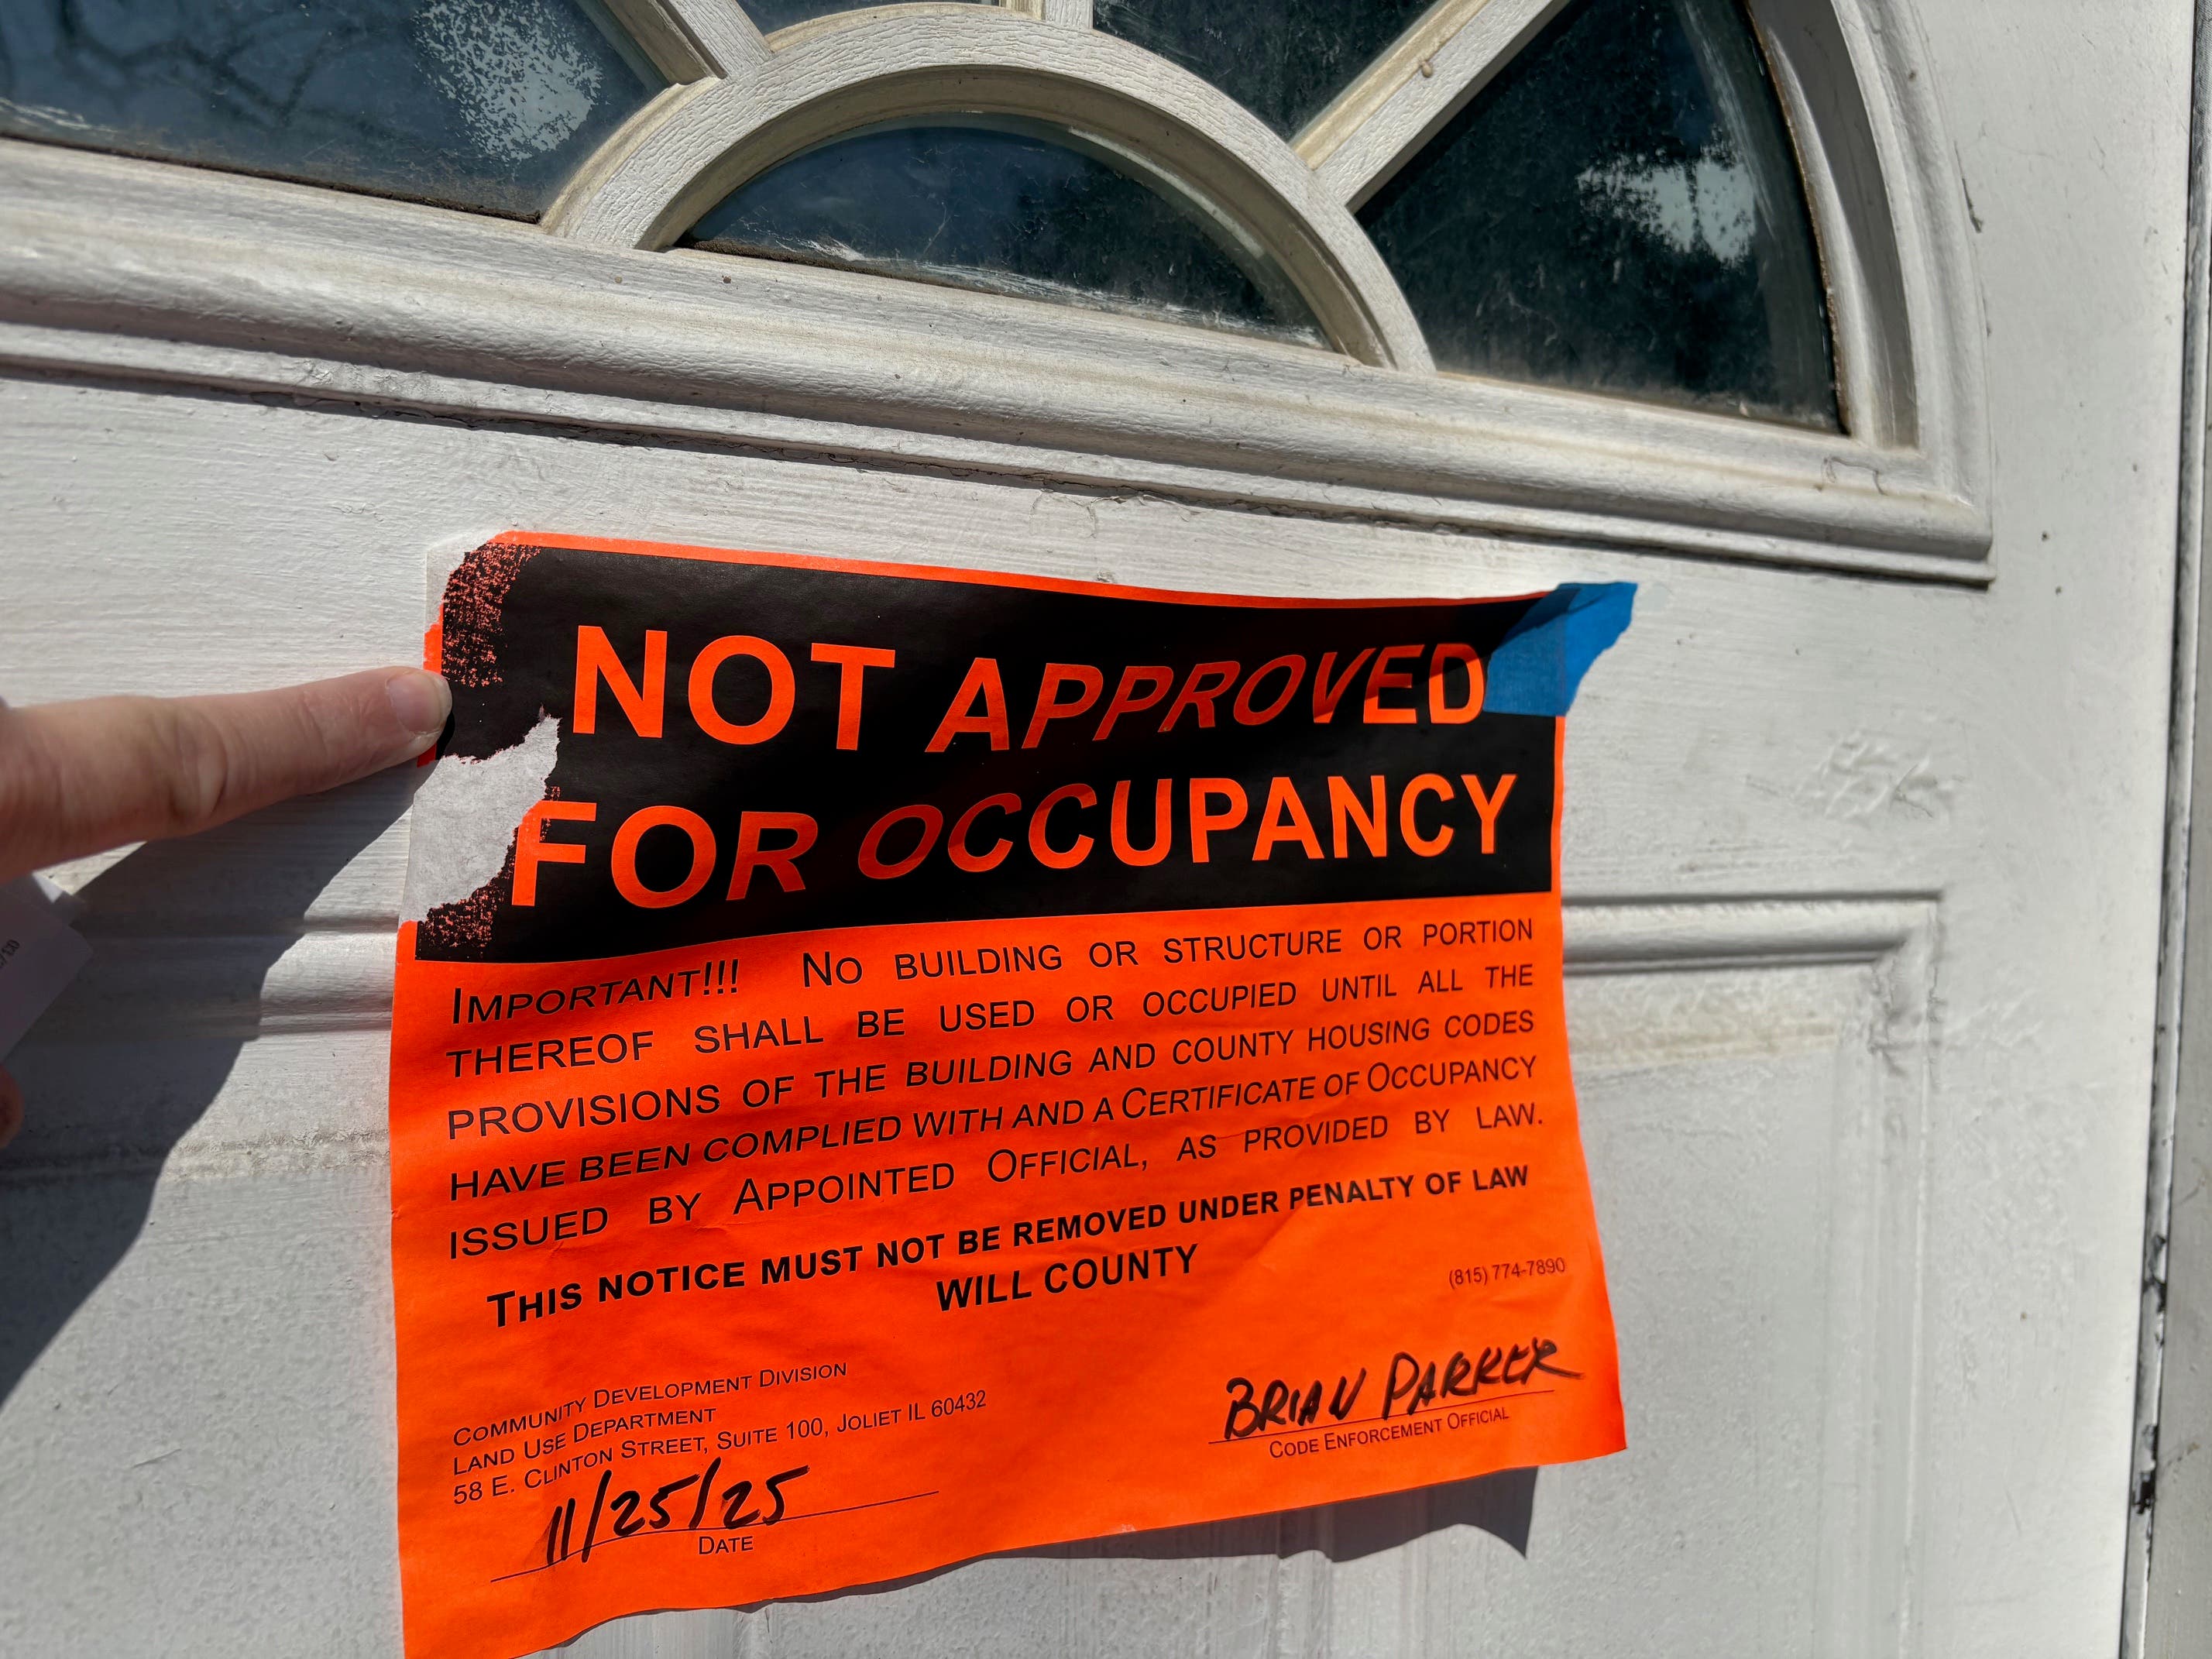 NOT APPROVED
FOR OCCUPANCY
IMPORTANT!!! NO BUILDING OR STRUCTURE OR PORTION
THEREOF SHALL BE USED OR OCCUPIED UNTIL ALL THE
PROVISIONS OF THE BUILDING AND COUNTY HOUSING CODES
HAVE BEEN COMPLIED WITH AND A CERTIFICATE OF OCCUPANCY
ISSUED BY APPOINTED OFFICIAL, AS PROVIDED BY LAW.
THIS NOTICE MUST NOT BE REMOVED UNDER PENALTY OF LAW
WILL COUNTY
(815) 774-7890
COMMUNITY DEVELOPMENT DIVISION
LAND USE DEPARTMENT
58 E. CLINTON STREET, SUITE 100, JOLIET IL 60432
11/25/25
DATE
BRIAN PARKER
CODE ENFORCEMENT OFFICIAL